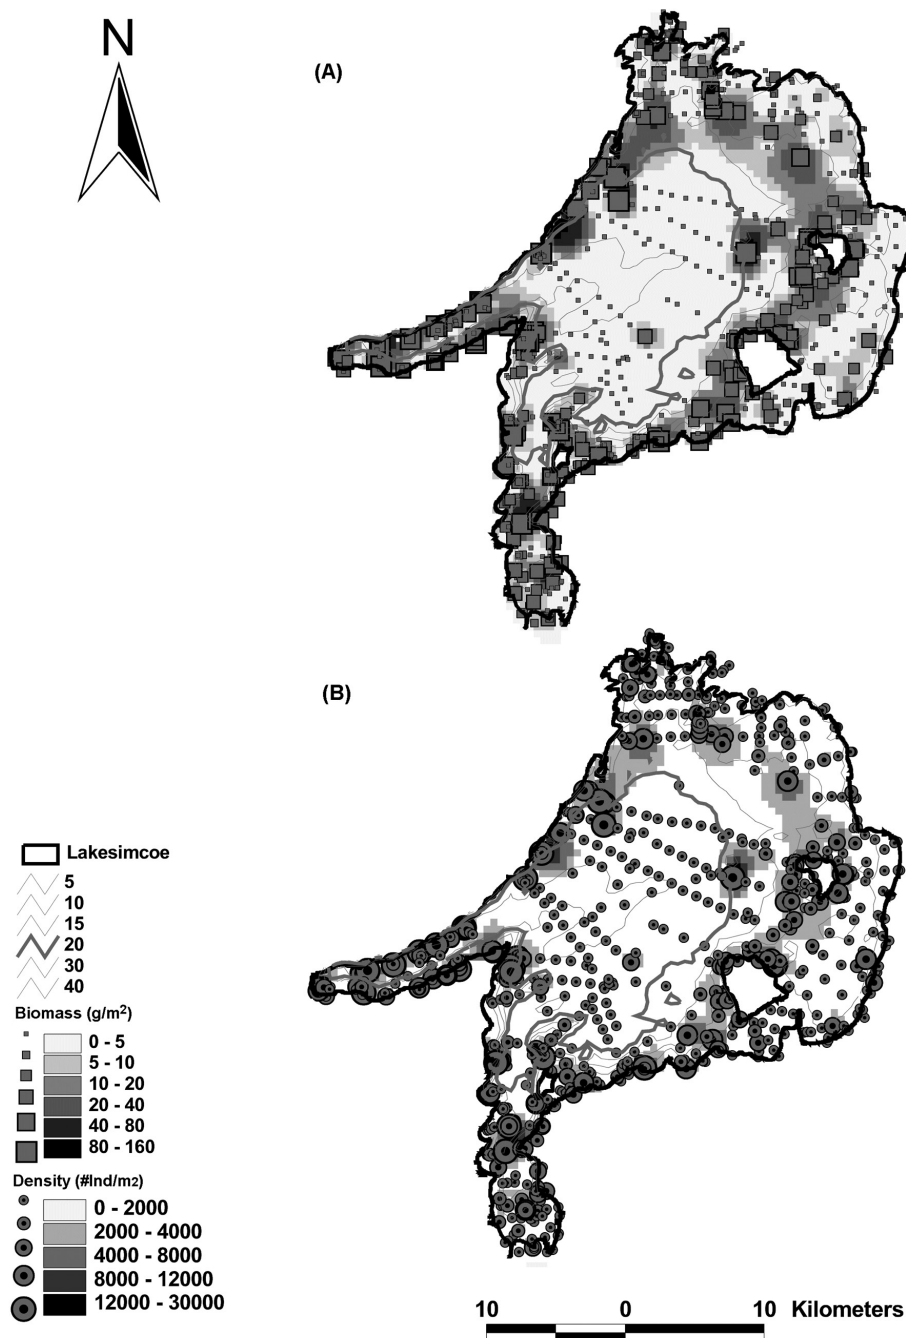 N
(A)
(B)
Lakesimcoe
5
10
15
20
30
40
Biomass (g/m²)
0 - 5
5 - 10
10 - 20
20 - 40
40 - 80
80 - 160
Density (#Ind/m2)
0 - 2000
2000 - 4000
4000 - 8000
8000 - 12000
12000 - 30000
10 0 10 Kilometers